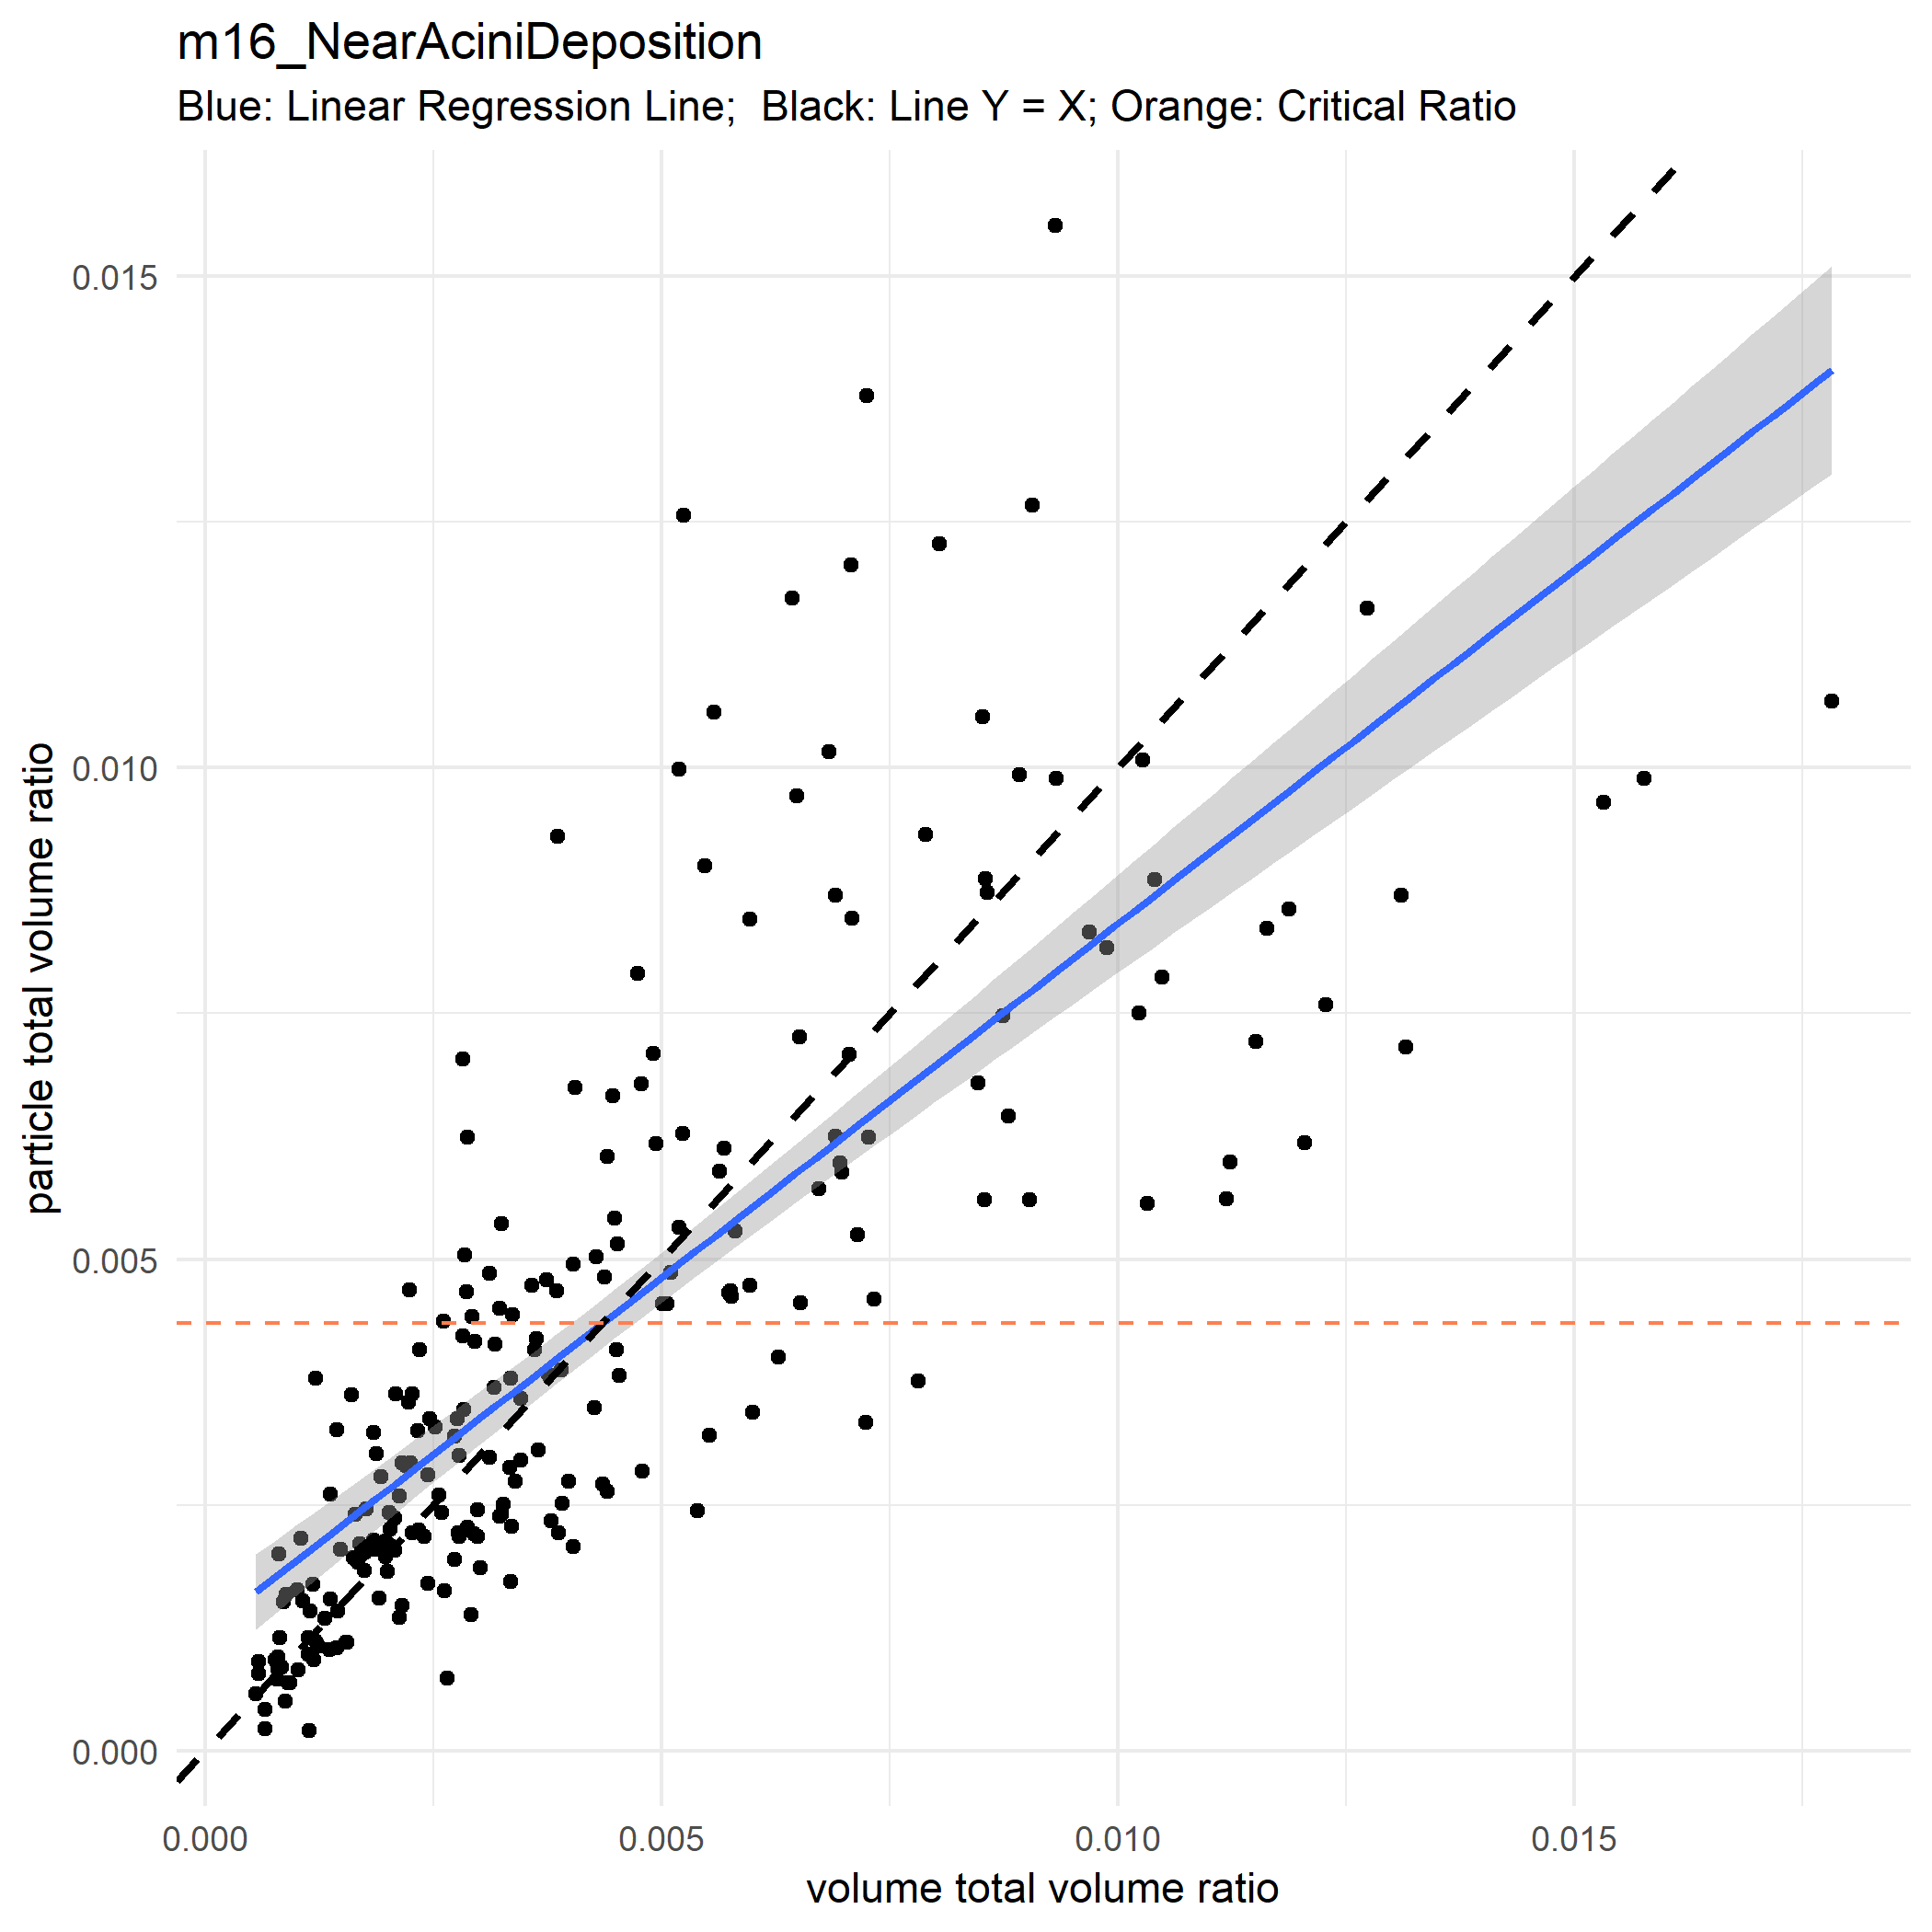 m16_NearAciniDeposition
Blue: Linear Regression Line;  Black: Line Y = X; Orange: Critical Ratio
particle total volume ratio
0.015
0.010
0.005
0.000
0.000 0.005 0.010 0.015
volume total volume ratio